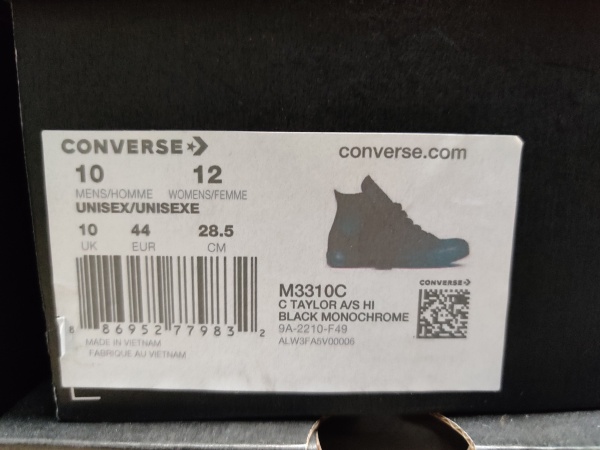 CONVERSE
converse.com
10 12
MENS/HOMME WOMENS/FEMME
UNISEX/UNISEXE
10 44 28.5
UK EUR CM
M3310C
C TAYLOR A/S HI
BLACK MONOCHROME
9A-2210-F49
ALW3FA5V00006
CONVERSE
8 86952 77983 2
MADE IN VIETNAM
FABRIQUE AU VIETNAM